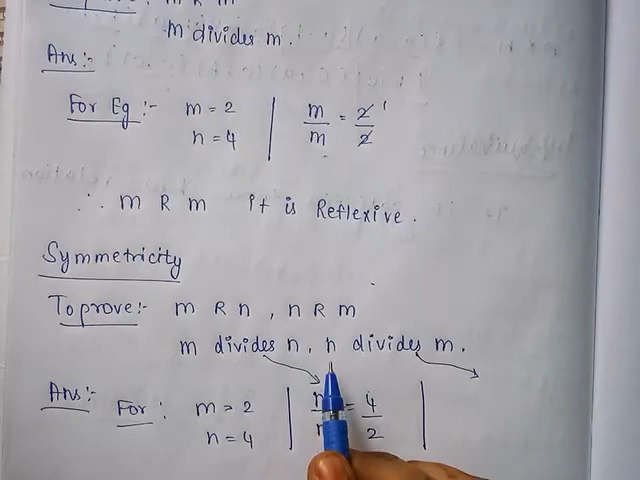 m R m
m divides m.
Ans:-
For Eg:- m = 2 | m/m = 2/2 1
n = 4
∴ m R m It is Reflexive.
Symmetricity
To prove:- m R n, n R m
m divides n, n divides m.
Ans:- For: m = 2 | n = 4/2 |
n = 4